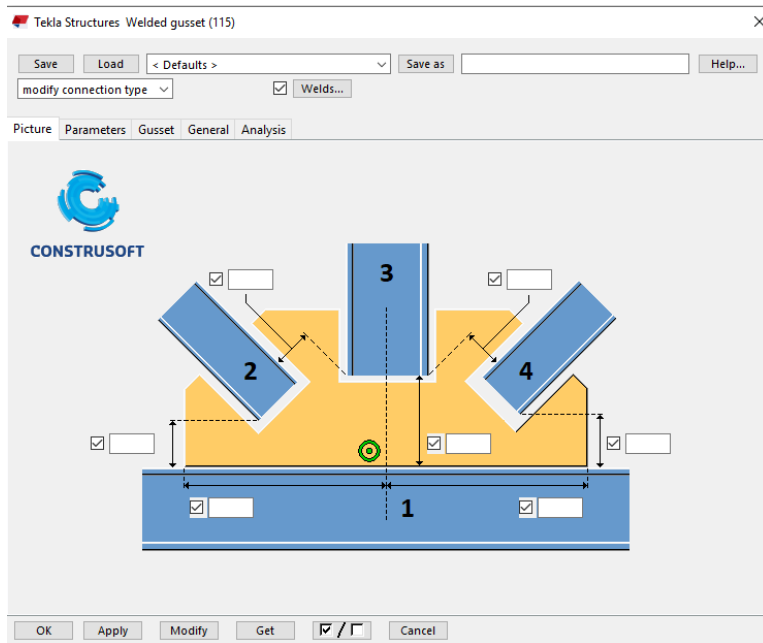 Tekla Structures Welded gusset (115)
Save Load < Defaults > Save as Help...
modify connection type Welds...
Picture Parameters Gusset General Analysis
CONSTRUSOFT
3
2
4
1
OK Apply Modify Get / Cancel